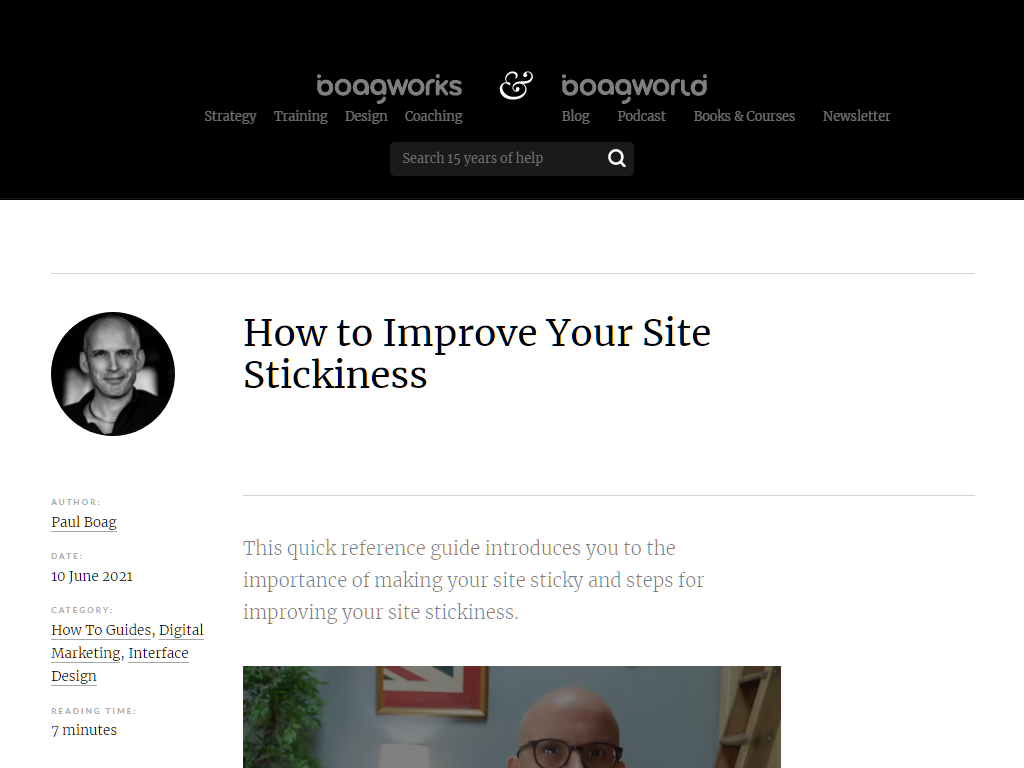 boagworks & boagworld
Strategy Training Design Coaching Blog Podcast Books & Courses Newsletter
Search 15 years of help
How to Improve Your Site
Stickiness
AUTHOR:
Paul Boag
DATE:
10 June 2021
CATEGORY:
How To Guides, Digital
Marketing, Interface
Design
READING TIME:
7 minutes
This quick reference guide introduces you to the
importance of making your site sticky and steps for
improving your site stickiness.